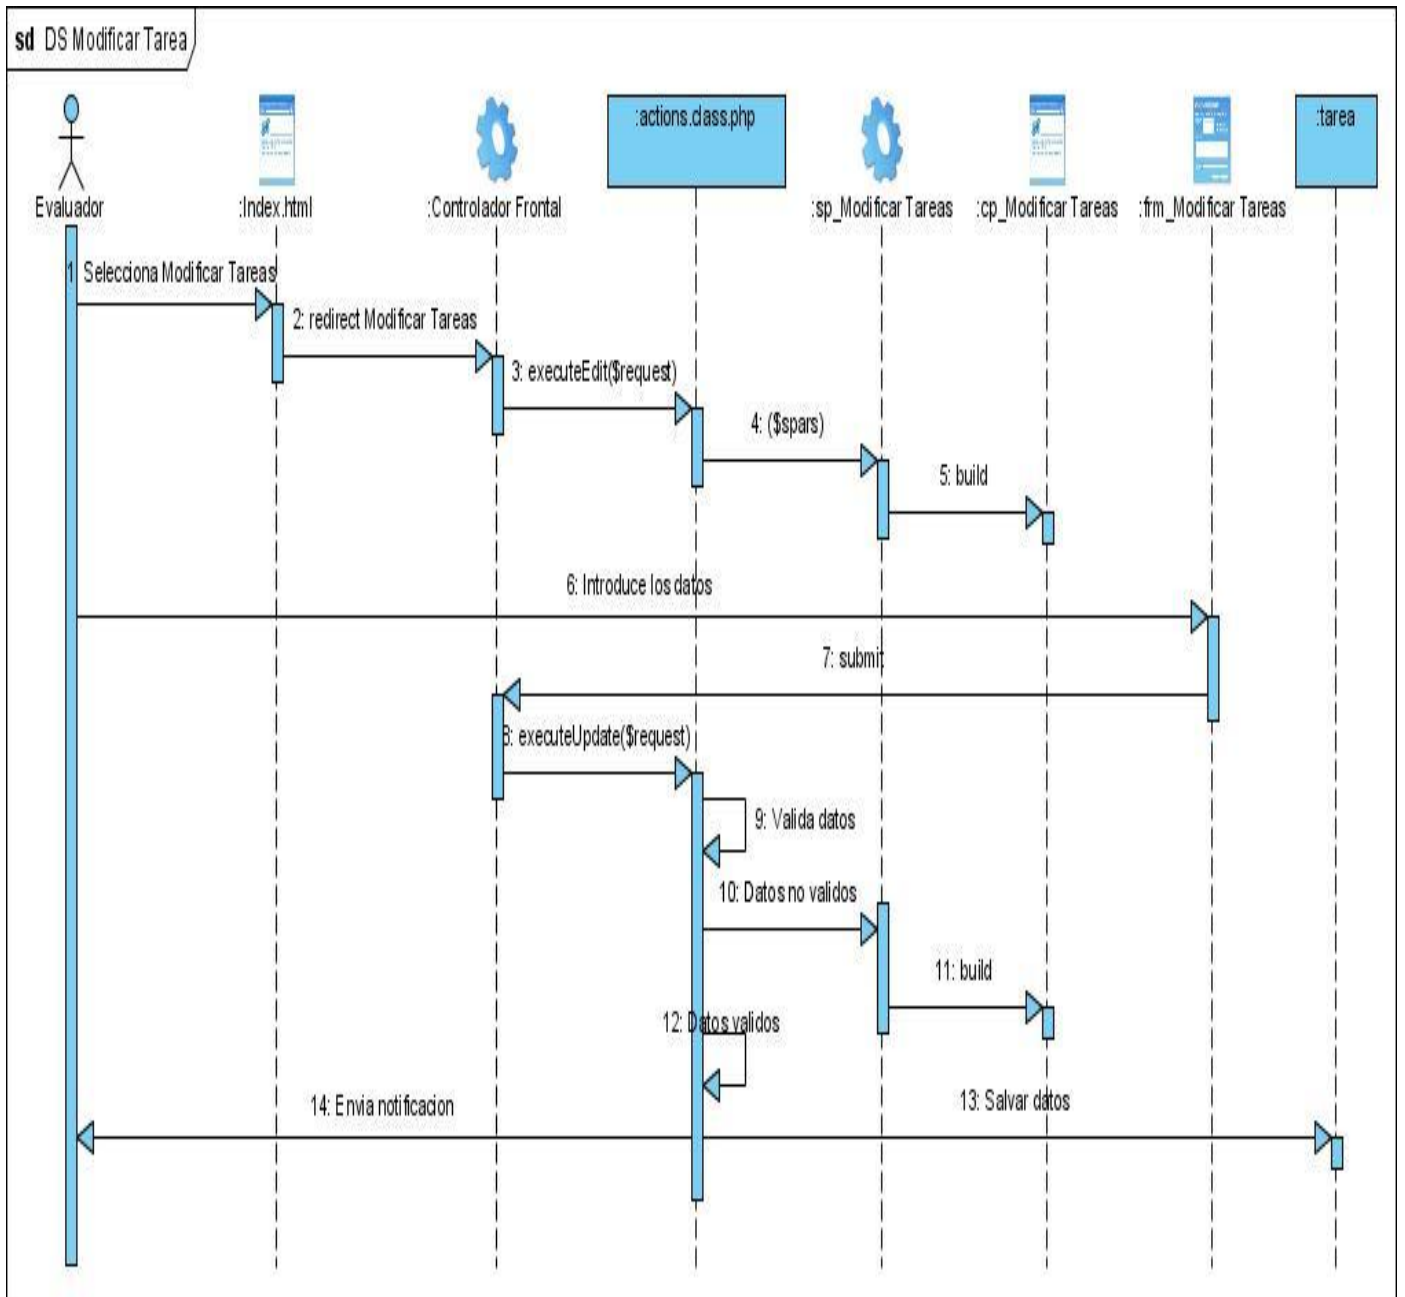 sd DS Modificar Tarea
Evaluador
:Index.html
:Controlador Frontal
:actions.class.php
:sp_Modificar Tareas
:cp_Modificar Tareas
:frm_Modificar Tareas
:tarea
1 Selecciona Modificar Tareas
2: redirect Modificar Tareas
3: executeEdit($request)
4: ($spars)
5: build
6: Introduce los datos
7: submit
8: executeUpdate($request)
9: Valida datos
10: Datos no validos
11: build
12: Datos validos
13: Salvar datos
14: Envia notificacion